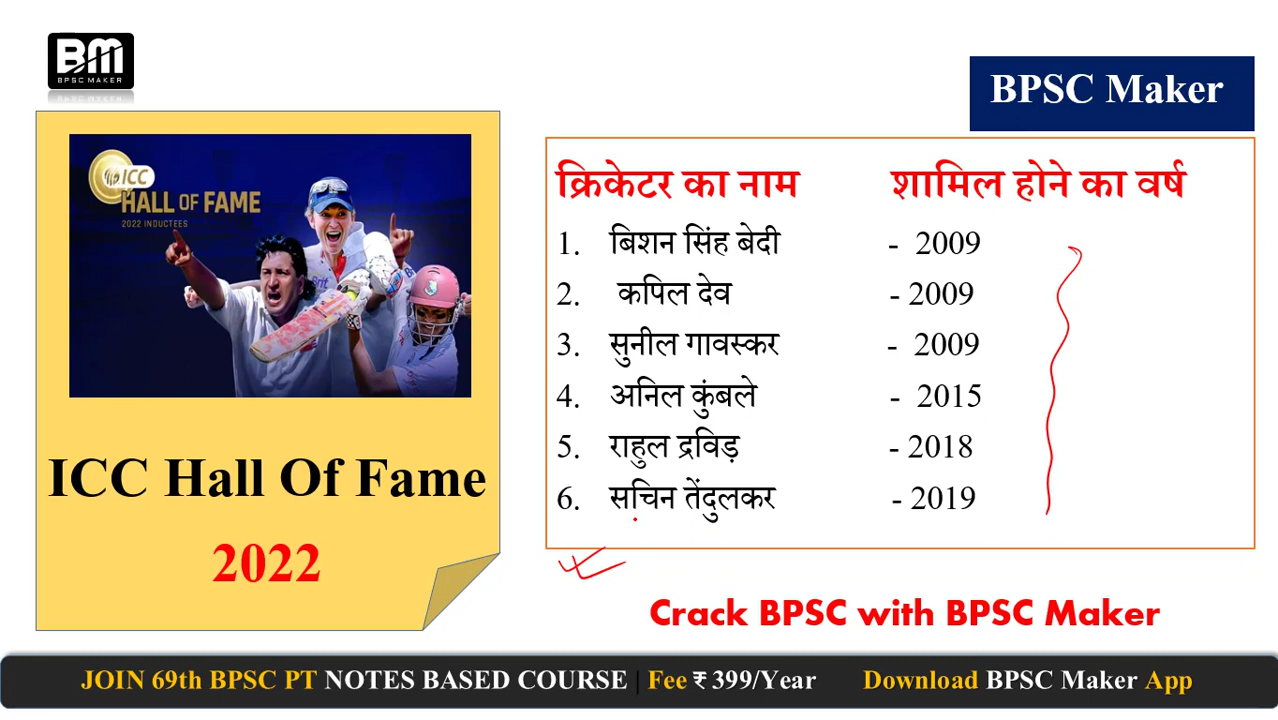 BM
BPSC MAKER
BPSC Maker
ICC
HALL OF FAME
2022 INDUCTEES
ICC Hall Of Fame
2022
क्रिकेटर का नाम शामिल होने का वर्ष
1. बिशन सिंह बेदी - 2009
2. कपिल देव - 2009
3. सुनील गावस्कर - 2009
4. अनिल कुंबले - 2015
5. राहुल द्रविड़ - 2018
6. सचिन तेंदुलकर - 2019
Crack BPSC with BPSC Maker
JOIN 69th BPSC PT NOTES BASED COURSE | Fee ₹ 399/Year Download BPSC Maker App